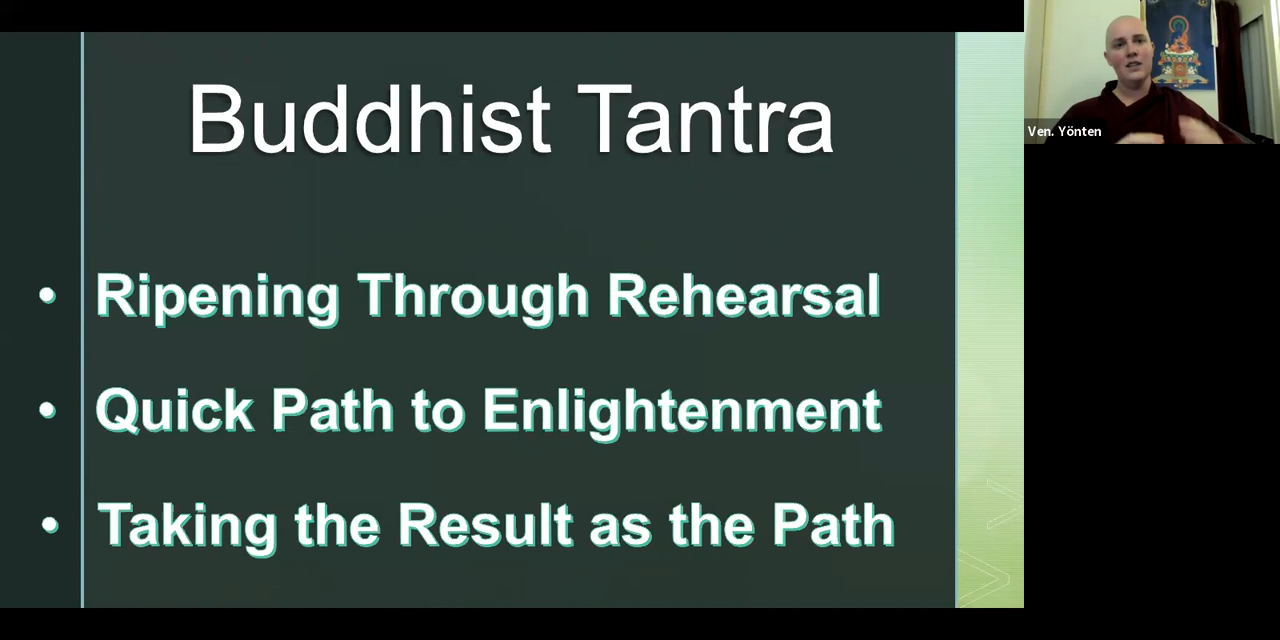 Buddhist Tantra
• Ripening Through Rehearsal
• Quick Path to Enlightenment
• Taking the Result as the Path
Ven. Yönten